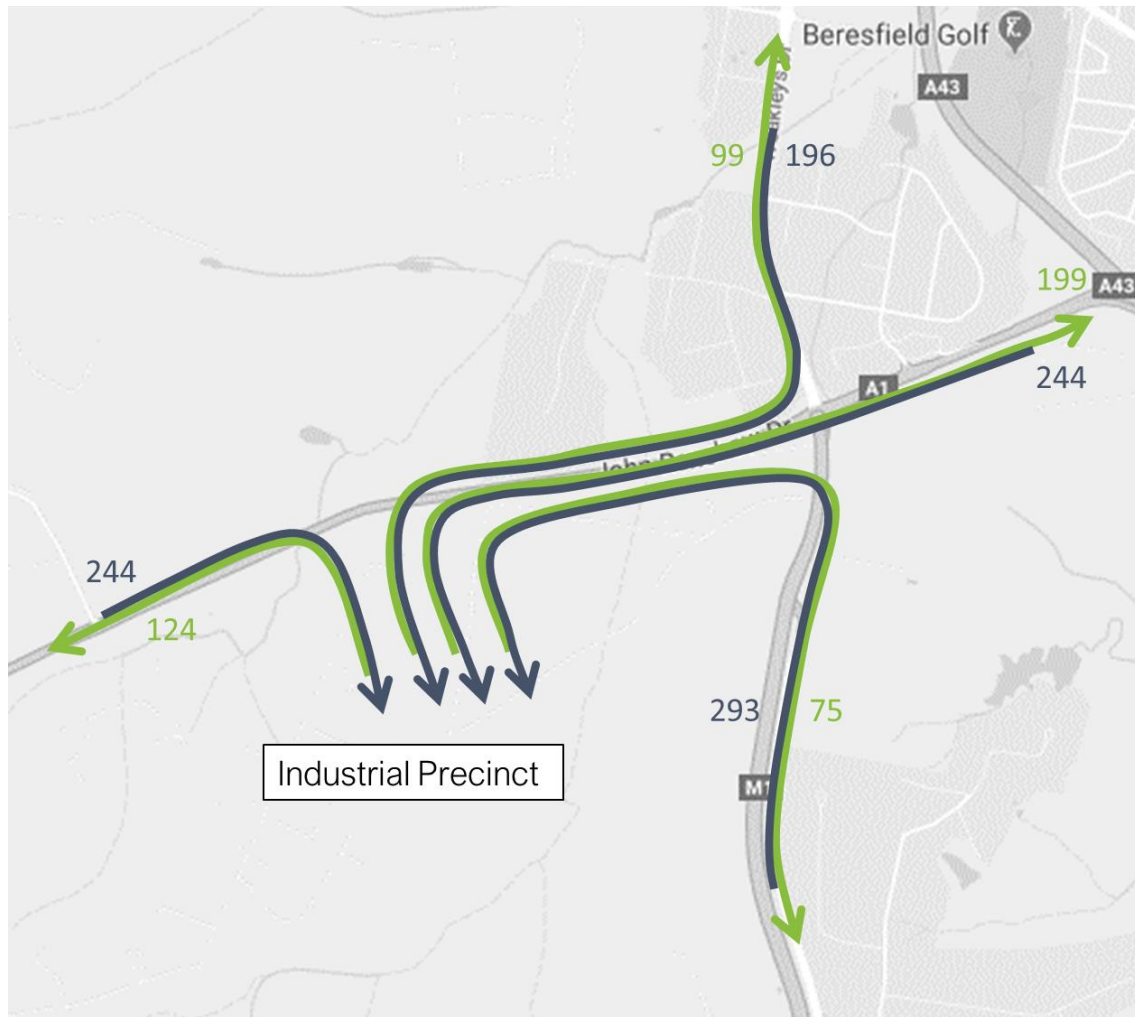 Beresfield Golf
A43
99
196
199
A43
A1
244
244
124
293
75
M1
Industrial Precinct